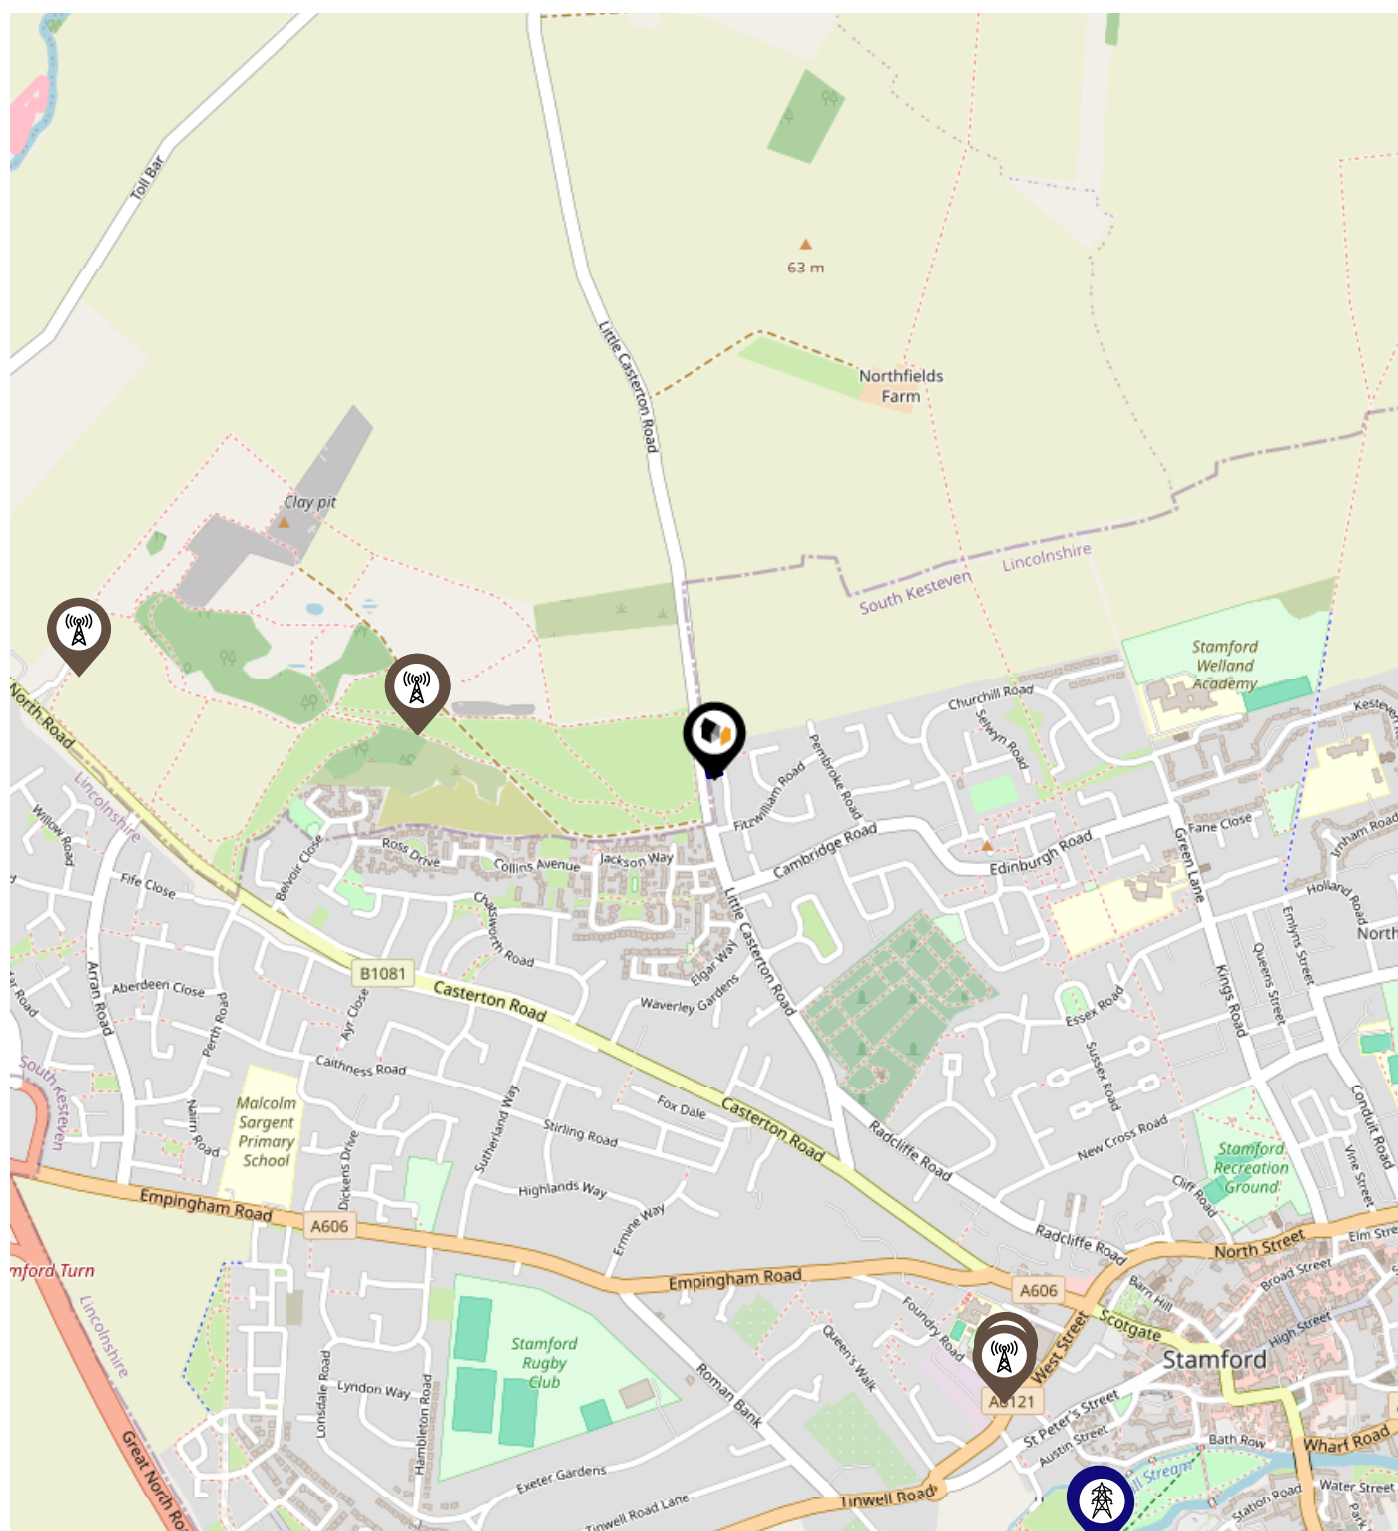 Toll Bar
63 m
Little Casterton Road
Northfields
Farm
Clay pit
South Kesteven
Lincolnshire
Stamford
Welland
Academy
North Road
Lincolnshire
Churchill Road
Selwyn Road
Pembroke Road
Fitzwilliam Road
Cambridge Road
Edinburgh Road
Green Lane
Fane Close
Irnham Road
Holland Road
North
Willow Road
Fife Close
Belvoir Close
Ross Drive
Collins Avenue
Jackson Way
Chatsworth Road
Little Casterton Road
Elgar Way
Waverley Gardens
B1081
Casterton Road
Arran Road
Aberdeen Close
Perth Road
Ayr Close
Caithness Road
Essex Road
Sussex Road
Kings Road
Queens Street
Emlyns Street
Conduit Road
Vine Street
South Kesteven
Malcolm
Sargent
Primary
School
Nairn Road
Dickens Drive
Sutherland Way
Stirling Road
Fox Dale
Casterton Road
Radcliffe Road
New Cross Road
Cliff Road
Stamford
Recreation
Ground
Highlands Way
Ermine Way
Empingham Road
A606
Empingham Road
A606
Radcliffe Road
North Street
Elm Stre
Broad Street
High Street
Barn Hill
Scotgate
West Street
Stamford
mford Turn
Lincolnshire
Foundry Road
Queen's Walk
Stamford
Rugby
Club
Roman Bank
Lonsdale Road
Lyndon Way
Hambleton Road
A6121
St Peter's Street
Austin Street
Bath Row
Wharf Road
Water Street
Station Road
Park
Great North Ro
Exeter Gardens
Tinwell Road Lane
Tinwell Road
ill Stream